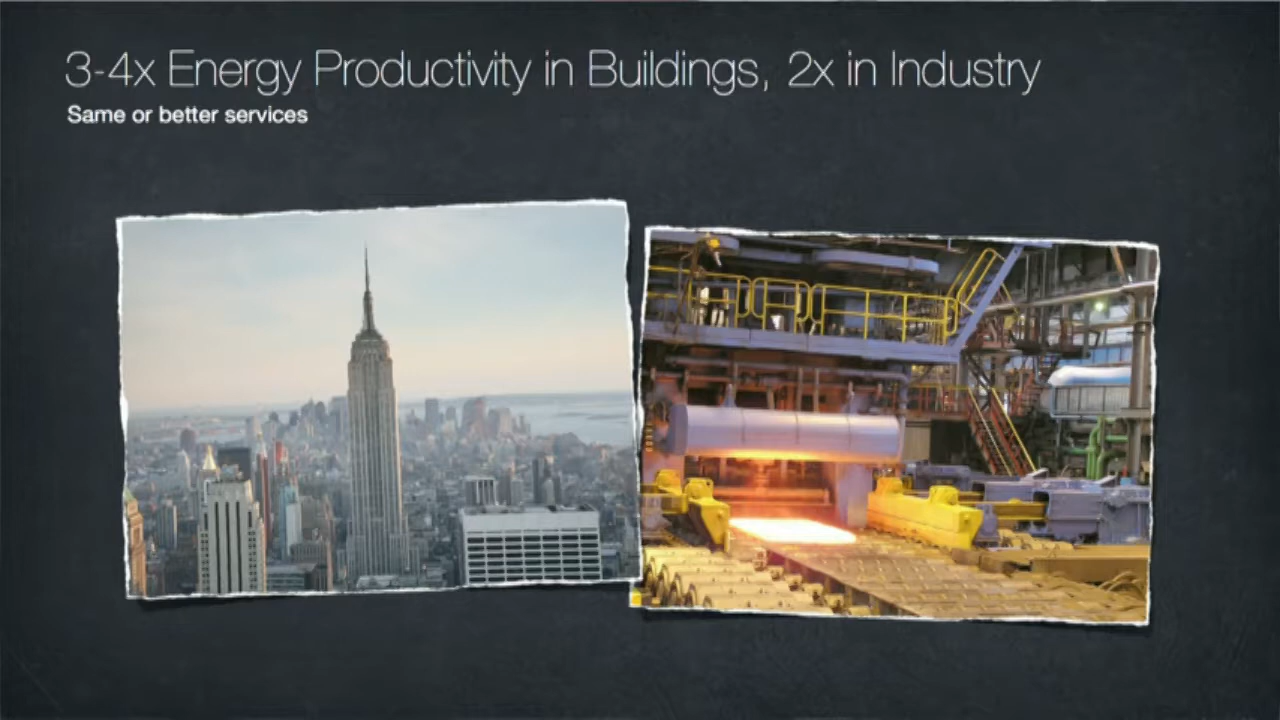 3-4x Energy Productivity in Buildings, 2x in Industry
Same or better services